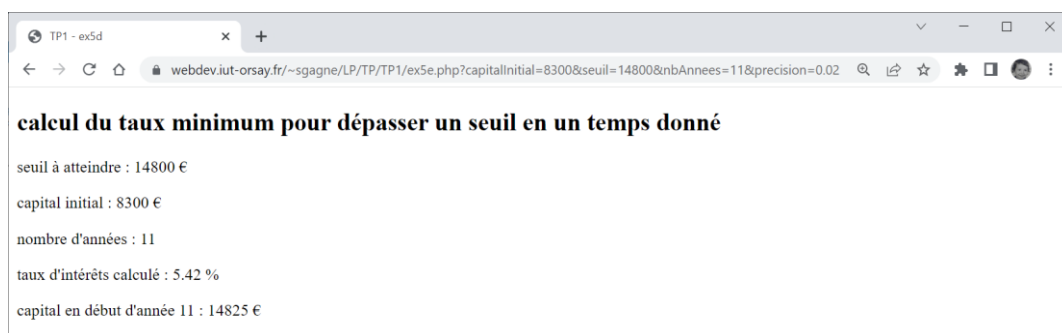 TP1 - ex5d
webdev.iut-orsay.fr/~sgagne/LP/TP/TP1/ex5e.php?capitalInitial=8300&seuil=14800&nbAnnees=11&precision=0.02
calcul du taux minimum pour dépasser un seuil en un temps donné
seuil à atteindre : 14800 €
capital initial : 8300 €
nombre d'années : 11
taux d'intérêts calculé : 5.42 %
capital en début d'année 11 : 14825 €